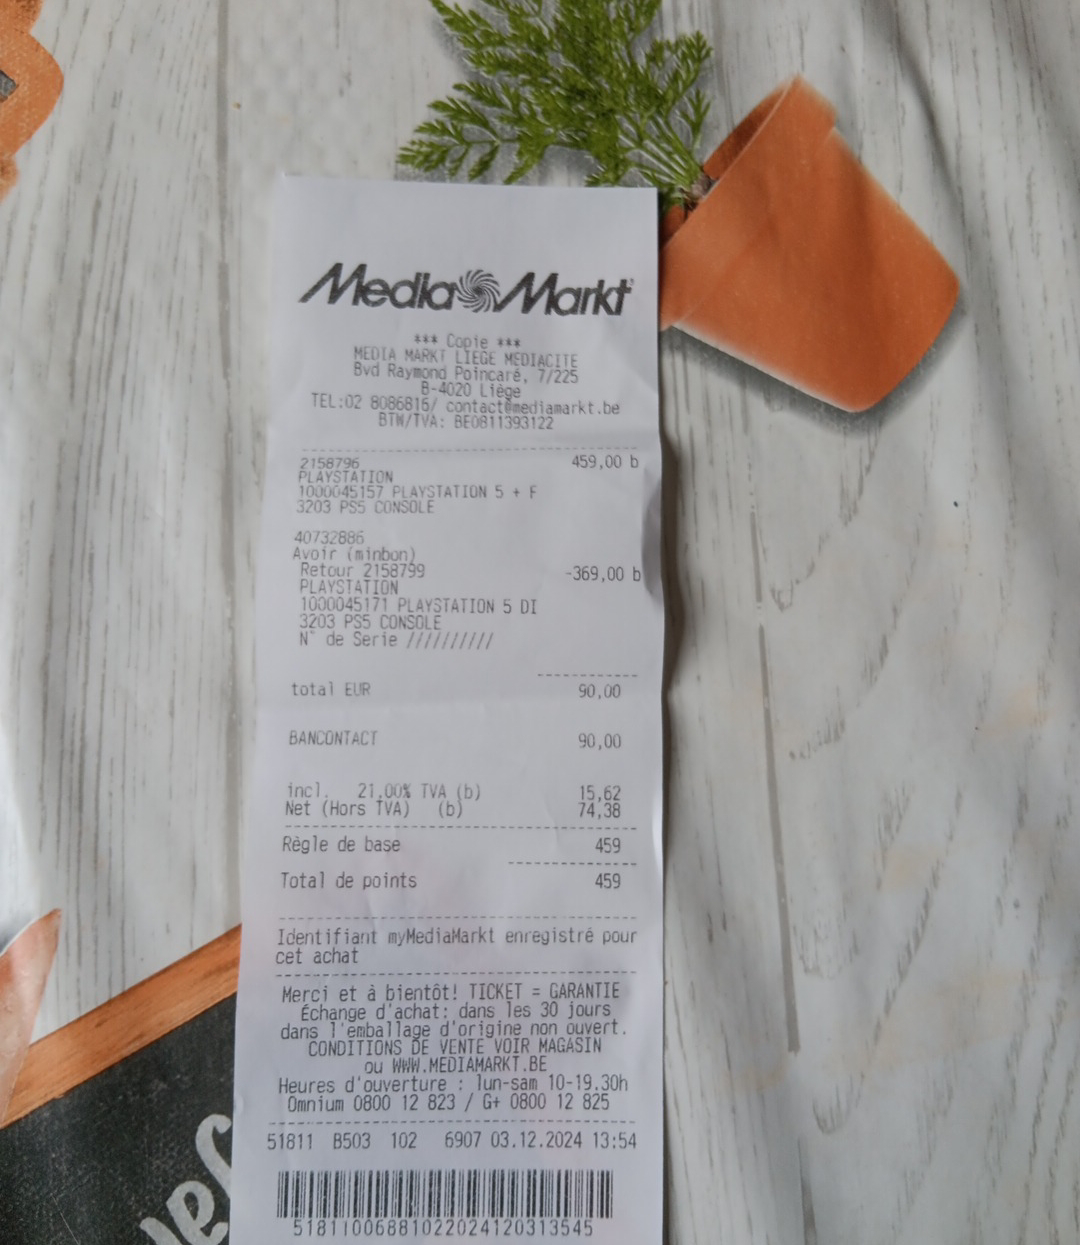 Media Markt
*** Copie ***
MEDIA MARKT LIEGE MEDIACITE
Bvd Raymond Poincaré, 7/225
B-4020 Liège
TEL:02 8086816/ contact@mediamarkt.be
BTW/TVA: BE0811393122
2158796 459,00 b
PLAYSTATION
1000045157 PLAYSTATION 5 + F
3203 PS5 CONSOLE
40732886
Avoir (minbon)
Retour 2158799 -369,00 b
PLAYSTATION
1000045171 PLAYSTATION 5 DI
3203 PS5 CONSOLE
N° de Serie //////////
total EUR 90,00
BANCONTACT 90,00
incl. 21,00% TVA (b) 15,62
Net (Hors TVA) (b) 74,38
Règle de base 459
Total de points 459
Identifiant myMediaMarkt enregistré pour
cet achat
Merci et à bientôt! TICKET = GARANTIE
Échange d'achat: dans les 30 jours
dans l'emballage d'origine non ouvert.
CONDITIONS DE VENTE VOIR MAGASIN
ou WWW.MEDIAMARKT.BE
Heures d'ouverture : lun-sam 10-19.30h
Omnium 0800 12 823 / G+ 0800 12 825
51811 B503 102 6907 03.12.2024 13:54
5181100688102202412031354​5